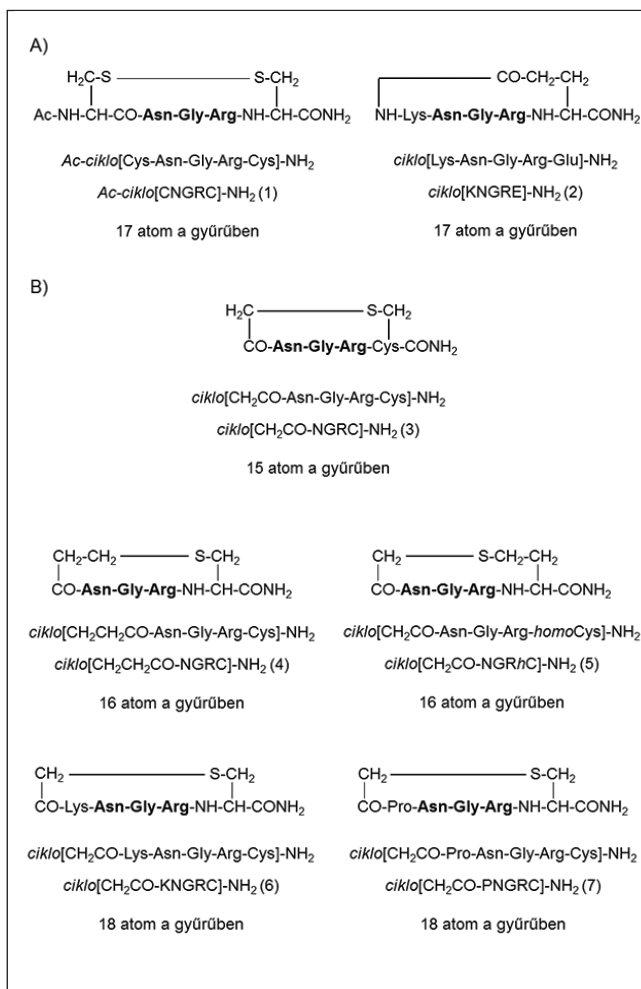 A)
H₂C-S S-CH₂
Ac-NH-CH-CO-Asn-Gly-Arg-NH-CH-CONH₂
Ac-ciklo[Cys-Asn-Gly-Arg-Cys]-NH₂
Ac-ciklo[CNGRC]-NH₂ (1)
17 atom a gyűrűben
CO-CH₂-CH₂
NH-Lys-Asn-Gly-Arg-NH-CH-CONH₂
ciklo[Lys-Asn-Gly-Arg-Glu]-NH₂
ciklo[KNGRE]-NH₂ (2)
17 atom a gyűrűben
B)
H₂C S-CH₂
CO-Asn-Gly-Arg-Cys-CONH₂
ciklo[CH₂CO-Asn-Gly-Arg-Cys]-NH₂
ciklo[CH₂CO-NGRC]-NH₂ (3)
15 atom a gyűrűben
CH₂-CH₂ S-CH₂
CO-Asn-Gly-Arg-NH-CH-CONH₂
ciklo[CH₂CH₂CO-Asn-Gly-Arg-Cys]-NH₂
ciklo[CH₂CH₂CO-NGRC]-NH₂ (4)
16 atom a gyűrűben
CH₂ S-CH₂-CH₂
CO-Asn-Gly-Arg-NH-CH-CONH₂
ciklo[CH₂CO-Asn-Gly-Arg-homoCys]-NH₂
ciklo[CH₂CO-NGRhC]-NH₂ (5)
16 atom a gyűrűben
CH₂ S-CH₂
CO-Lys-Asn-Gly-Arg-NH-CH-CONH₂
ciklo[CH₂CO-Lys-Asn-Gly-Arg-Cys]-NH₂
ciklo[CH₂CO-KNGRC]-NH₂ (6)
18 atom a gyűrűben
CH₂ S-CH₂
CO-Pro-Asn-Gly-Arg-NH-CH-CONH₂
ciklo[CH₂CO-Pro-Asn-Gly-Arg-Cys]-NH₂
ciklo[CH₂CO-PNGRC]-NH₂ (7)
18 atom a gyűrűben